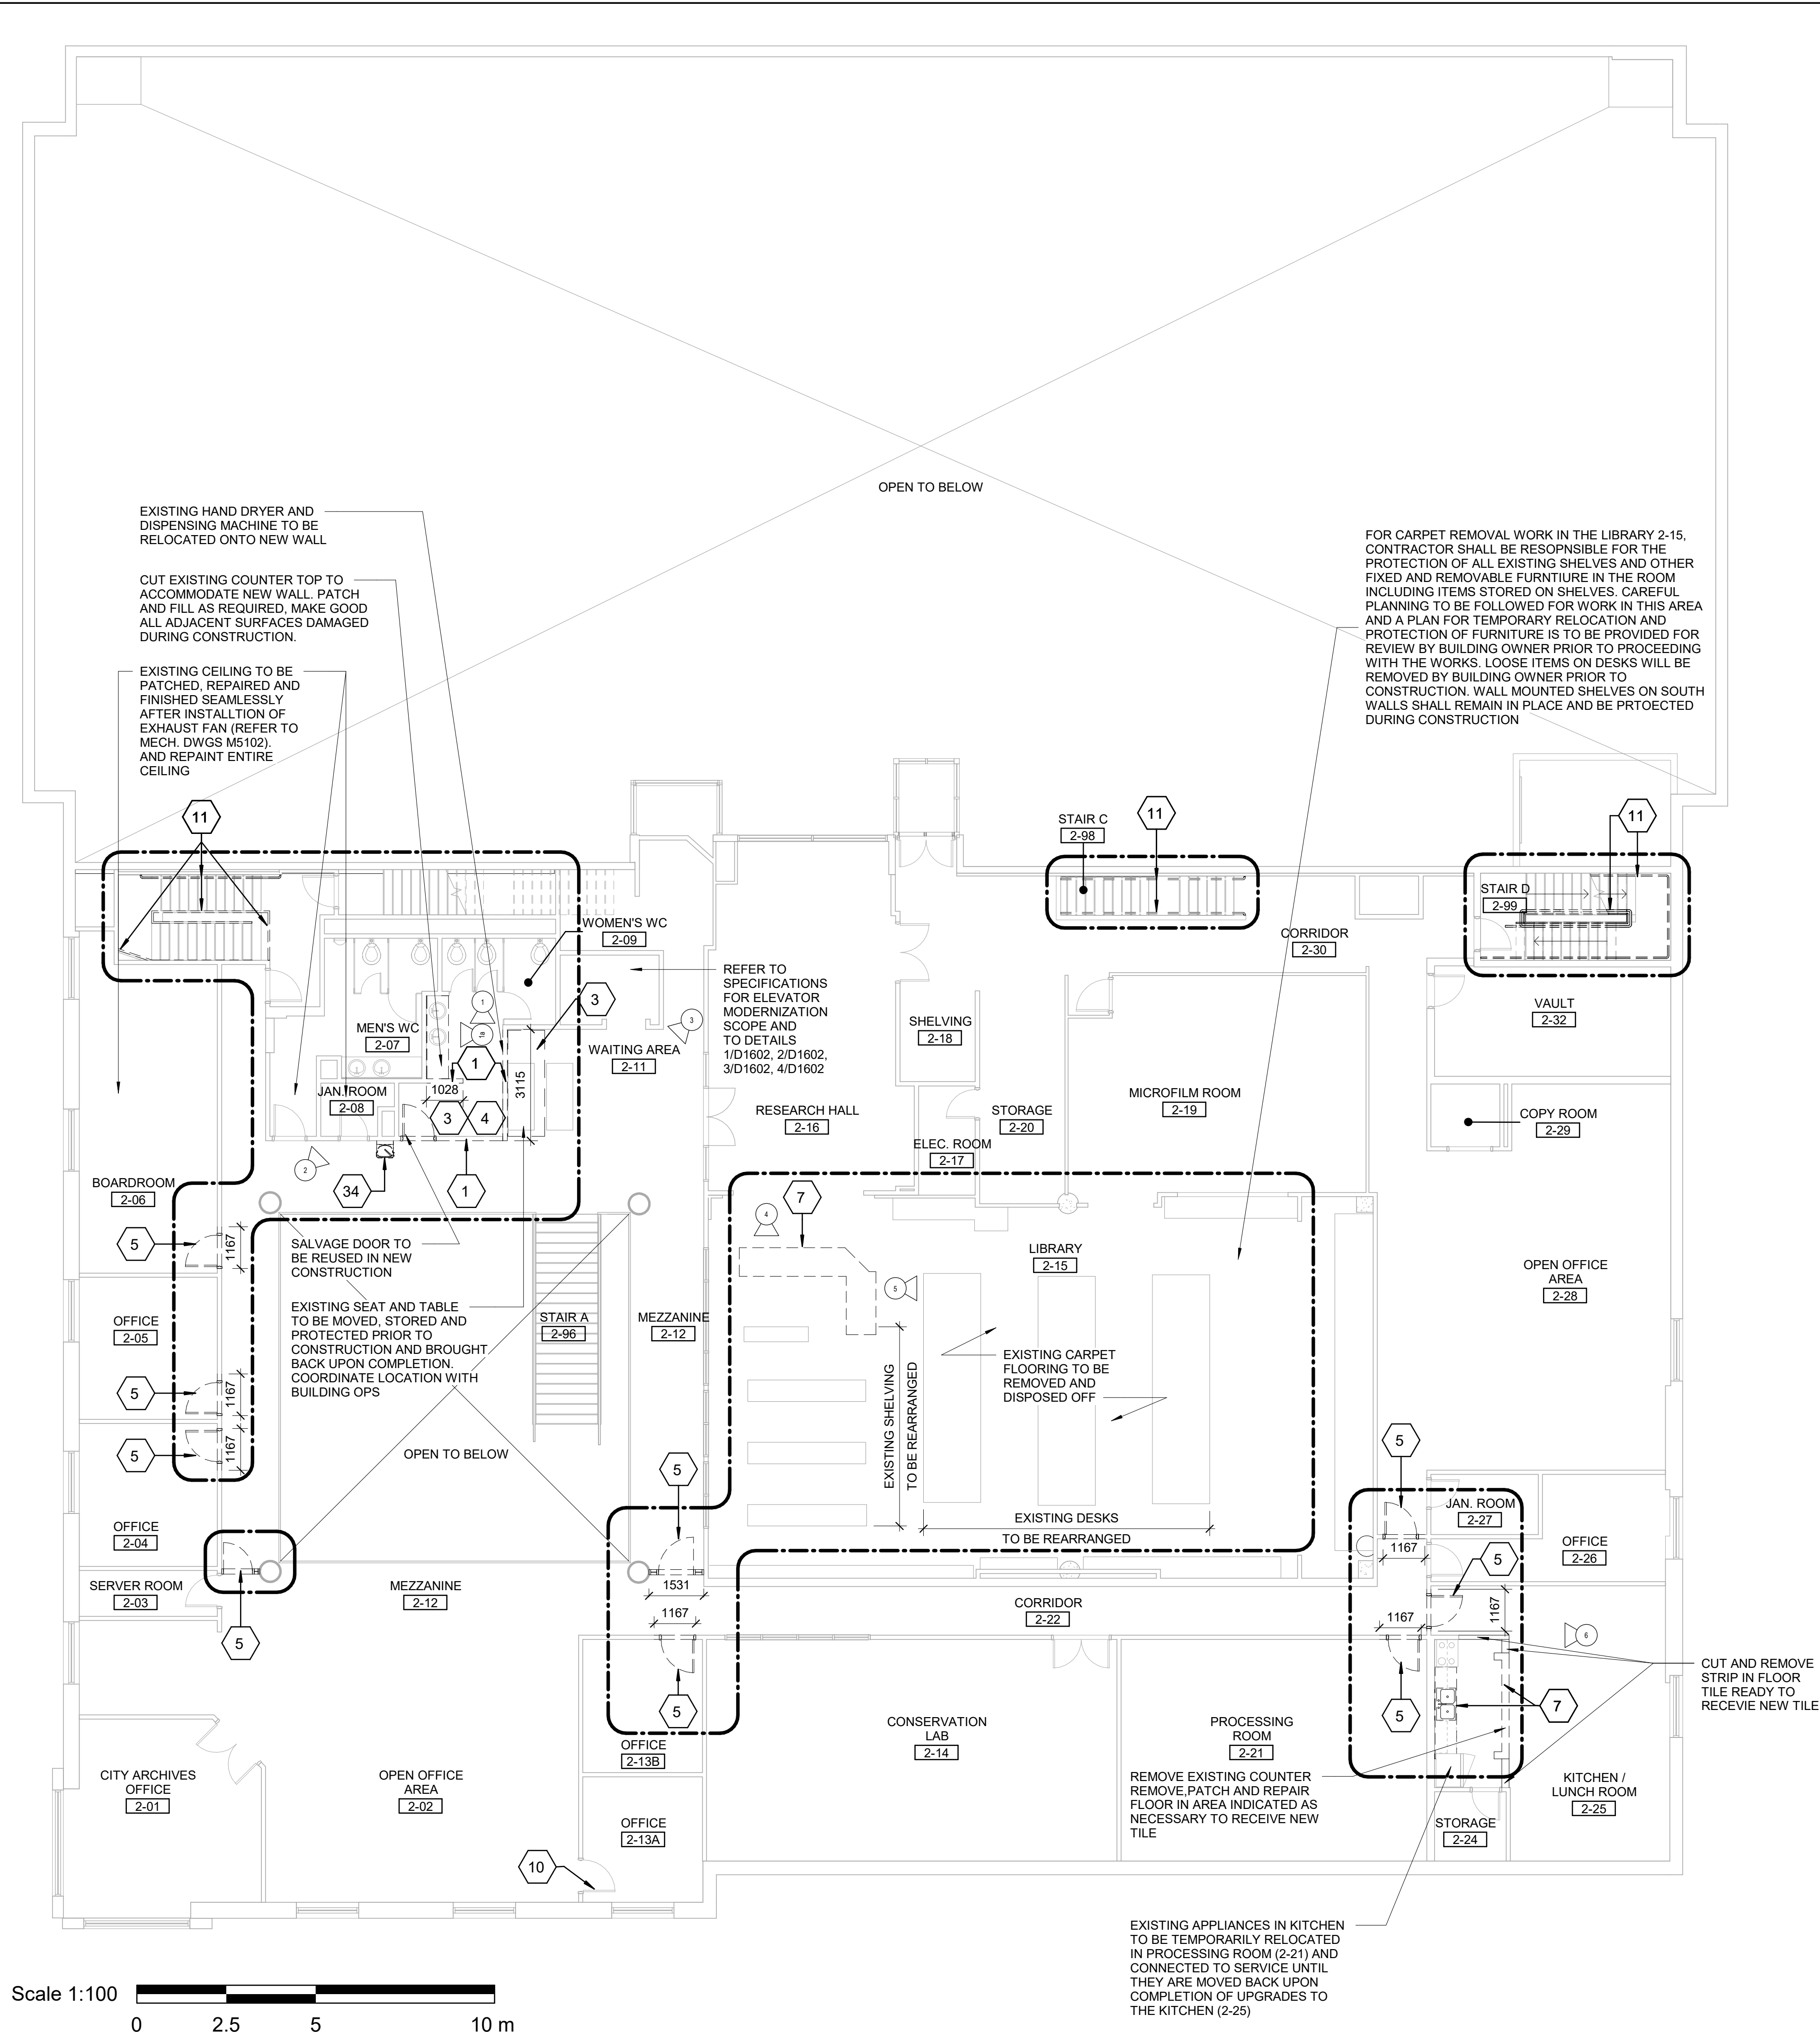 OPEN TO BELOW
EXISTING HAND DRYER AND
DISPENSING MACHINE TO BE
RELOCATED ONTO NEW WALL
CUT EXISTING COUNTER TOP TO
ACCOMMODATE NEW WALL. PATCH
AND FILL AS REQUIRED, MAKE GOOD
ALL ADJACENT SURFACES DAMAGED
DURING CONSTRUCTION.
EXISTING CEILING TO BE
PATCHED, REPAIRED AND
FINISHED SEAMLESSLY
AFTER INSTALLTION OF
EXHAUST FAN (REFER TO
MECH. DWGS M5102).
AND REPAINT ENTIRE
CEILING
FOR CARPET REMOVAL WORK IN THE LIBRARY 2-15,
CONTRACTOR SHALL BE RESOPNSIBLE FOR THE
PROTECTION OF ALL EXISTING SHELVES AND OTHER
FIXED AND REMOVABLE FURNTIURE IN THE ROOM
INCLUDING ITEMS STORED ON SHELVES. CAREFUL
PLANNING TO BE FOLLOWED FOR WORK IN THIS AREA
AND A PLAN FOR TEMPORARY RELOCATION AND
PROTECTION OF FURNITURE IS TO BE PROVIDED FOR
REVIEW BY BUILDING OWNER PRIOR TO PROCEEDING
WITH THE WORKS. LOOSE ITEMS ON DESKS WILL BE
REMOVED BY BUILDING OWNER PRIOR TO
CONSTRUCTION. WALL MOUNTED SHELVES ON SOUTH
WALLS SHALL REMAIN IN PLACE AND BE PRTOECTED
DURING CONSTRUCTION
11
STAIR C
2-98
11
11
STAIR D
2-99
WOMEN'S WC
2-09
CORRIDOR
2-30
REFER TO
SPECIFICATIONS
FOR ELEVATOR
MODERNIZATION
SCOPE AND
TO DETAILS
1/D1602, 2/D1602,
3/D1602, 4/D1602
3
1
1a
3
MEN'S WC
2-07
WAITING AREA
2-11
SHELVING
2-18
VAULT
2-32
1
1028
3115
3
4
JAN. ROOM
2-08
RESEARCH HALL
2-16
STORAGE
2-20
MICROFILM ROOM
2-19
COPY ROOM
2-29
ELEC. ROOM
2-17
2
34
1
BOARDROOM
2-06
7
4
5
1167
SALVAGE DOOR TO
BE REUSED IN NEW
CONSTRUCTION
LIBRARY
2-15
5
OPEN OFFICE
AREA
2-28
EXISTING SEAT AND TABLE
TO BE MOVED, STORED AND
PROTECTED PRIOR TO
CONSTRUCTION AND BROUGHT
BACK UPON COMPLETION.
COORDINATE LOCATION WITH
BUILDING OPS
OFFICE
2-05
STAIR A
2-96
MEZZANINE
2-12
EXISTING CARPET
FLOORING TO BE
REMOVED AND
DISPOSED OFF
EXISTING SHELVING
TO BE REARRANGED
5
1167
5
1167
OPEN TO BELOW
5
5
EXISTING DESKS
TO BE REARRANGED
JAN. ROOM
2-27
OFFICE
2-04
OFFICE
2-26
1167
5
SERVER ROOM
2-03
MEZZANINE
2-12
1531
1167
CORRIDOR
2-22
1167
1167
6
5
5
5
7
CUT AND REMOVE
STRIP IN FLOOR
TILE READY TO
RECEVIE NEW TILE
OFFICE
2-13B
CONSERVATION
LAB
2-14
PROCESSING
ROOM
2-21
CITY ARCHIVES
OFFICE
2-01
OPEN OFFICE
AREA
2-02
REMOVE EXISTING COUNTER
REMOVE,PATCH AND REPAIR
FLOOR IN AREA INDICATED AS
NECESSARY TO RECEIVE NEW
TILE
KITCHEN /
LUNCH ROOM
2-25
OFFICE
2-13A
STORAGE
2-24
10
EXISTING APPLIANCES IN KITCHEN
TO BE TEMPORARILY RELOCATED
IN PROCESSING ROOM (2-21) AND
CONNECTED TO SERVICE UNTIL
THEY ARE MOVED BACK UPON
COMPLETION OF UPGRADES TO
THE KITCHEN (2-25)
Scale 1:100
0 2.5 5 10 m